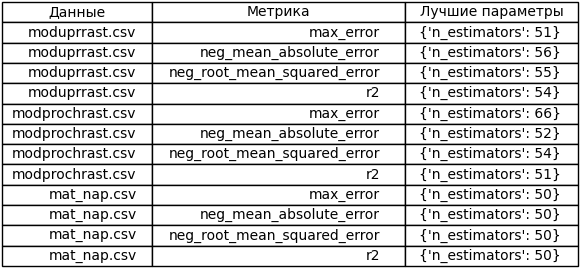 Данные Метрика Лучшие параметры
moduprrast.csv max_error {'n_estimators': 51}
moduprrast.csv neg_mean_absolute_error {'n_estimators': 56}
moduprrast.csv neg_root_mean_squared_error {'n_estimators': 55}
moduprrast.csv r2 {'n_estimators': 54}
modprochrast.csv max_error {'n_estimators': 66}
modprochrast.csv neg_mean_absolute_error {'n_estimators': 52}
modprochrast.csv neg_root_mean_squared_error {'n_estimators': 54}
modprochrast.csv r2 {'n_estimators': 51}
mat_nap.csv max_error {'n_estimators': 50}
mat_nap.csv neg_mean_absolute_error {'n_estimators': 50}
mat_nap.csv neg_root_mean_squared_error {'n_estimators': 50}
mat_nap.csv r2 {'n_estimators': 50}